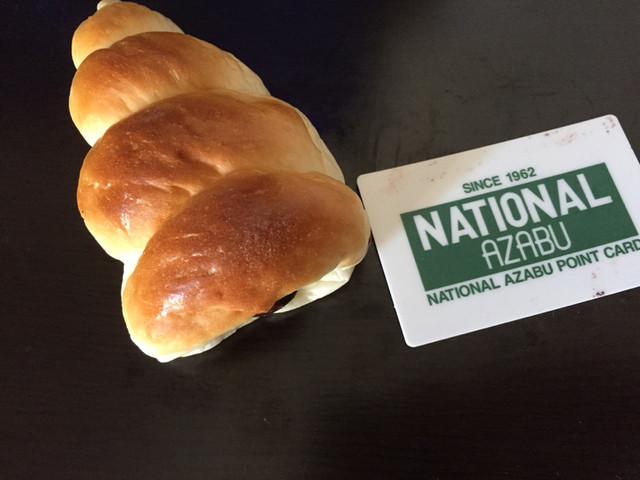 SINCE 1962
NATIONAL
AZABU
NATIONAL AZABU POINT CARD